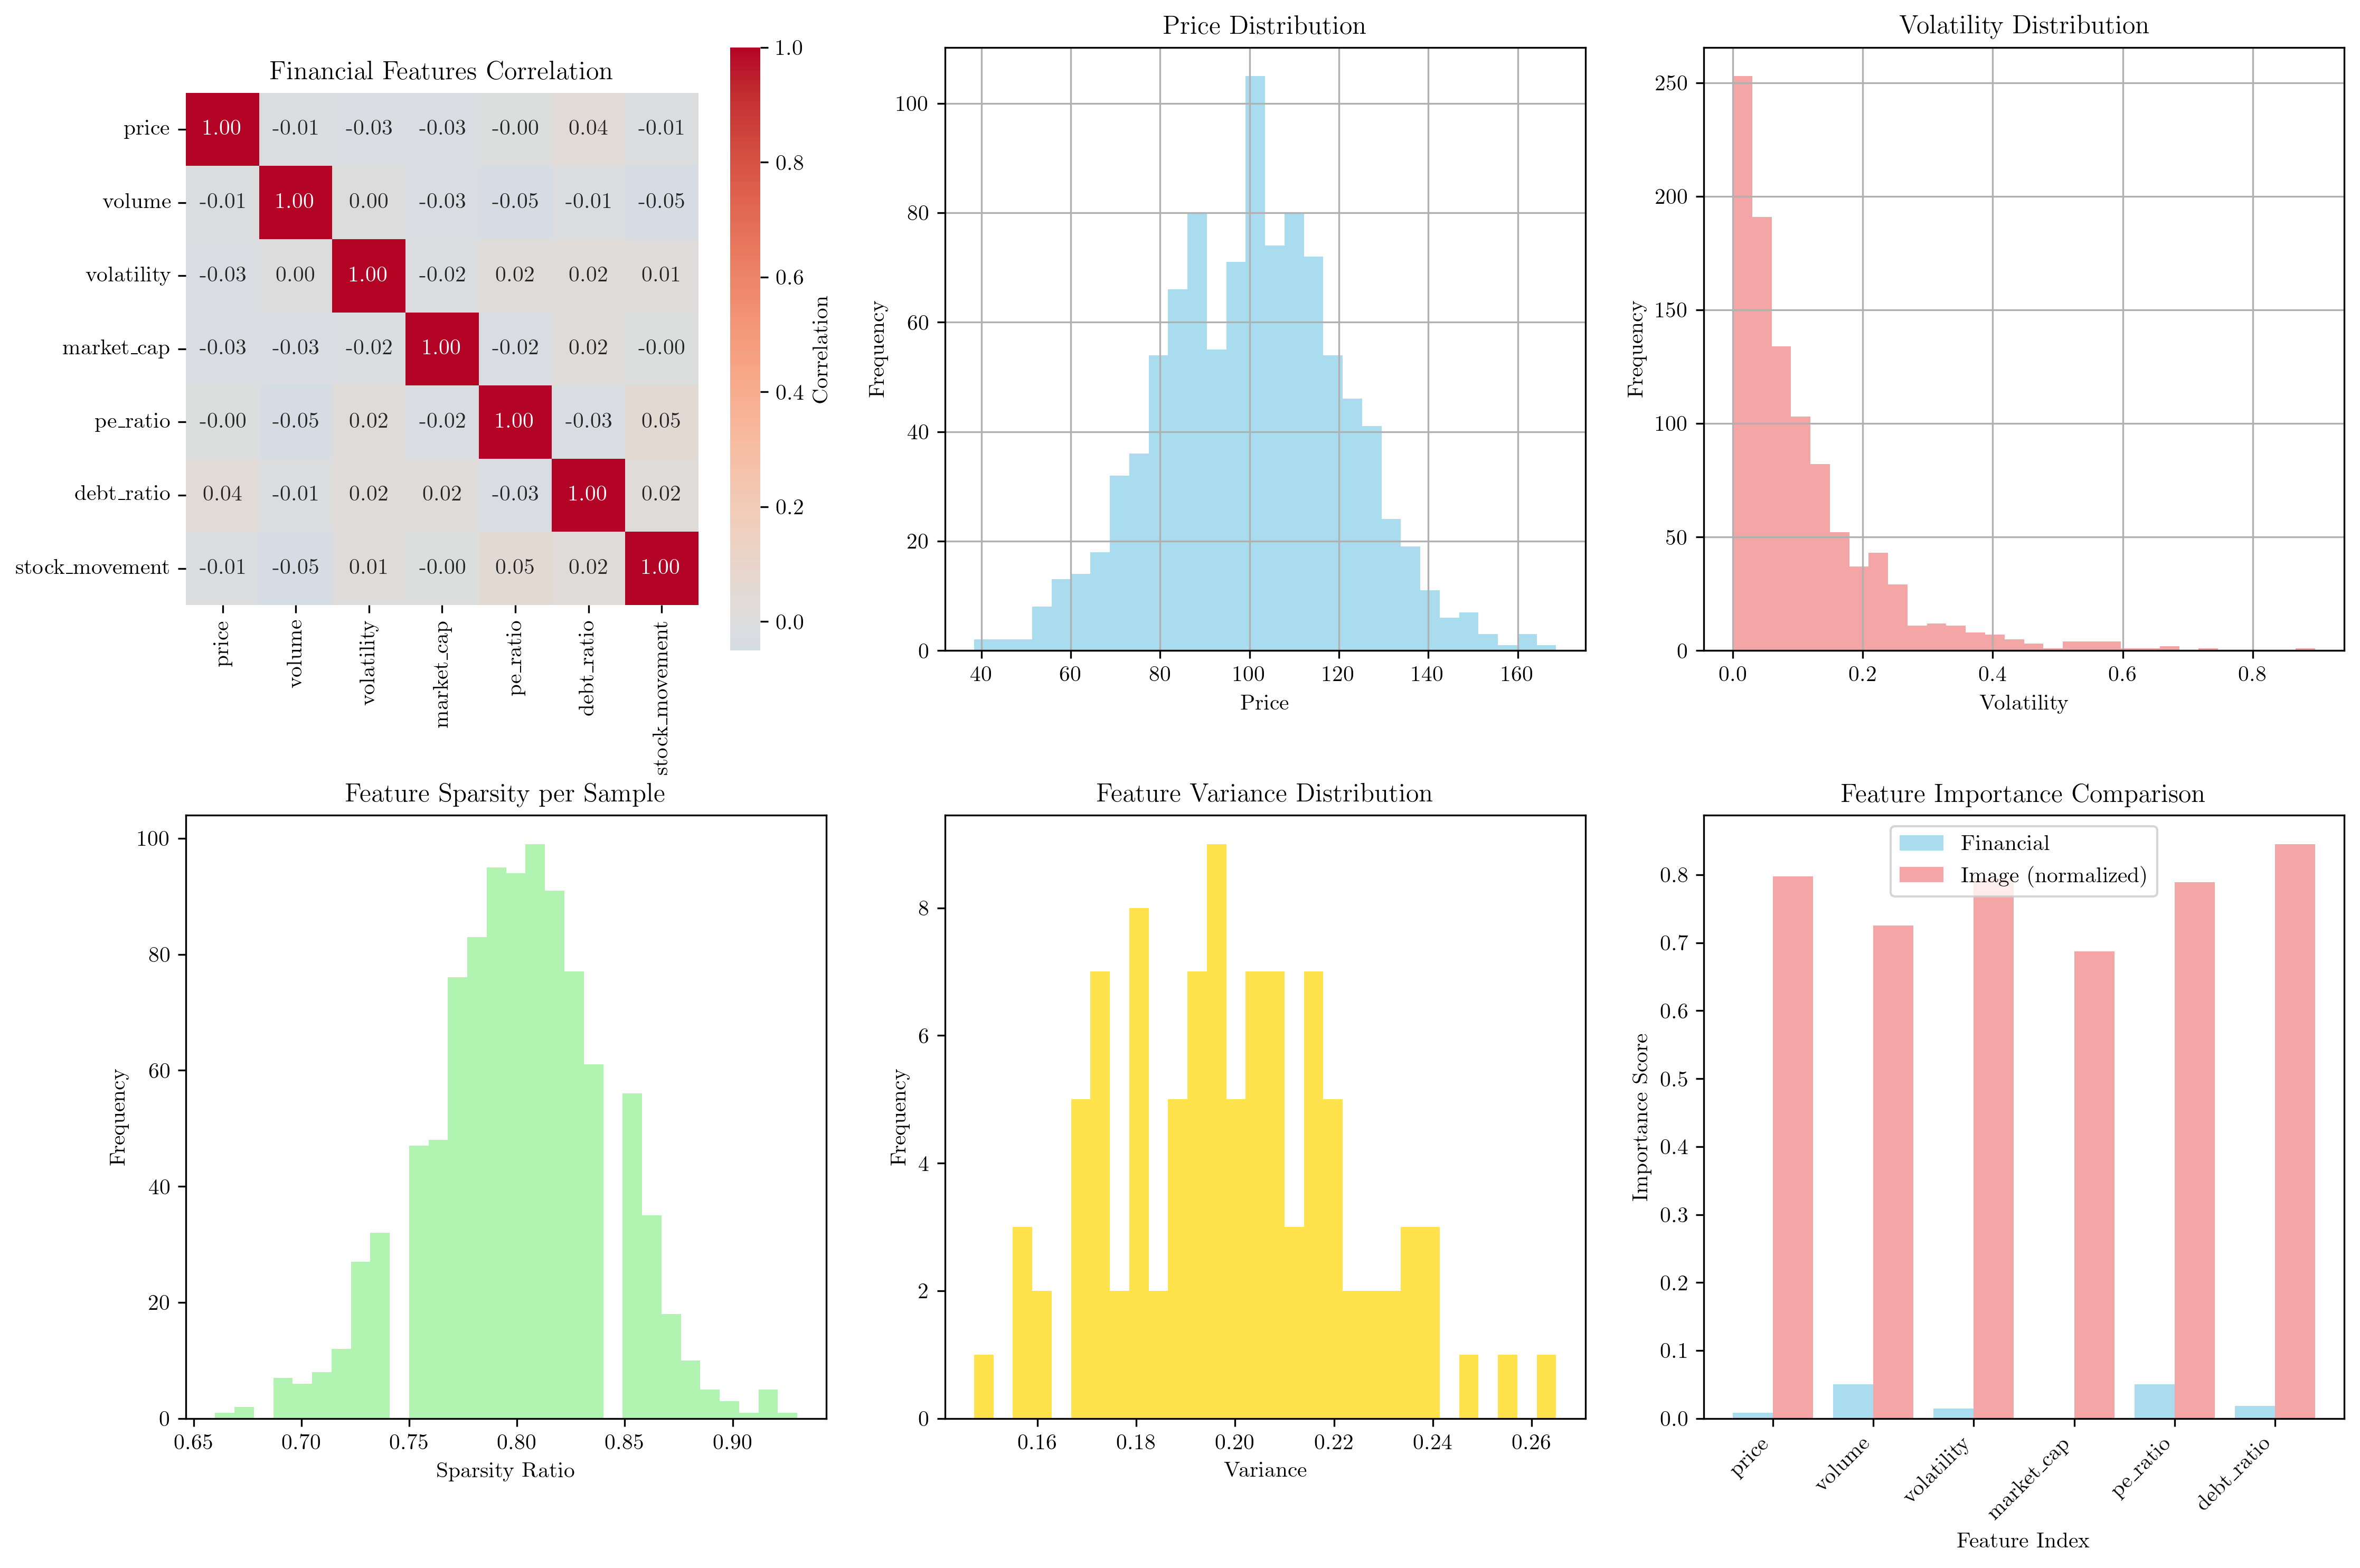 Financial Features Correlation
price 1.00 -0.01 -0.03 -0.03 -0.00 0.04 -0.01
volume -0.01 1.00 0.00 -0.03 -0.05 -0.01 -0.05
volatility -0.03 0.00 1.00 -0.02 0.02 0.02 0.01
market_cap -0.03 -0.03 -0.02 1.00 -0.02 0.02 -0.00
pe_ratio -0.00 -0.05 0.02 -0.02 1.00 -0.03 0.05
debt_ratio 0.04 -0.01 0.02 0.02 -0.03 1.00 0.02
stock_movement -0.01 -0.05 0.01 -0.00 0.05 0.02 1.00
price volume volatility market_cap pe_ratio debt_ratio stock_movement
1.0
0.8
0.6
0.4
0.2
0.0
Correlation
Price Distribution
Frequency
100
80
60
40
20
0
40 60 80 100 120 140 160
Price
Volatility Distribution
Frequency
250
200
150
100
50
0
0.0 0.2 0.4 0.6 0.8
Volatility
Feature Sparsity per Sample
Frequency
100
80
60
40
20
0
0.65 0.70 0.75 0.80 0.85 0.90
Sparsity Ratio
Feature Variance Distribution
Frequency
8
6
4
2
0
0.16 0.18 0.20 0.22 0.24 0.26
Variance
Feature Importance Comparison
Financial
Image (normalized)
Importance Score
0.8
0.7
0.6
0.5
0.4
0.3
0.2
0.1
0.0
price volume volatility market_cap pe_ratio debt_ratio
Feature Index